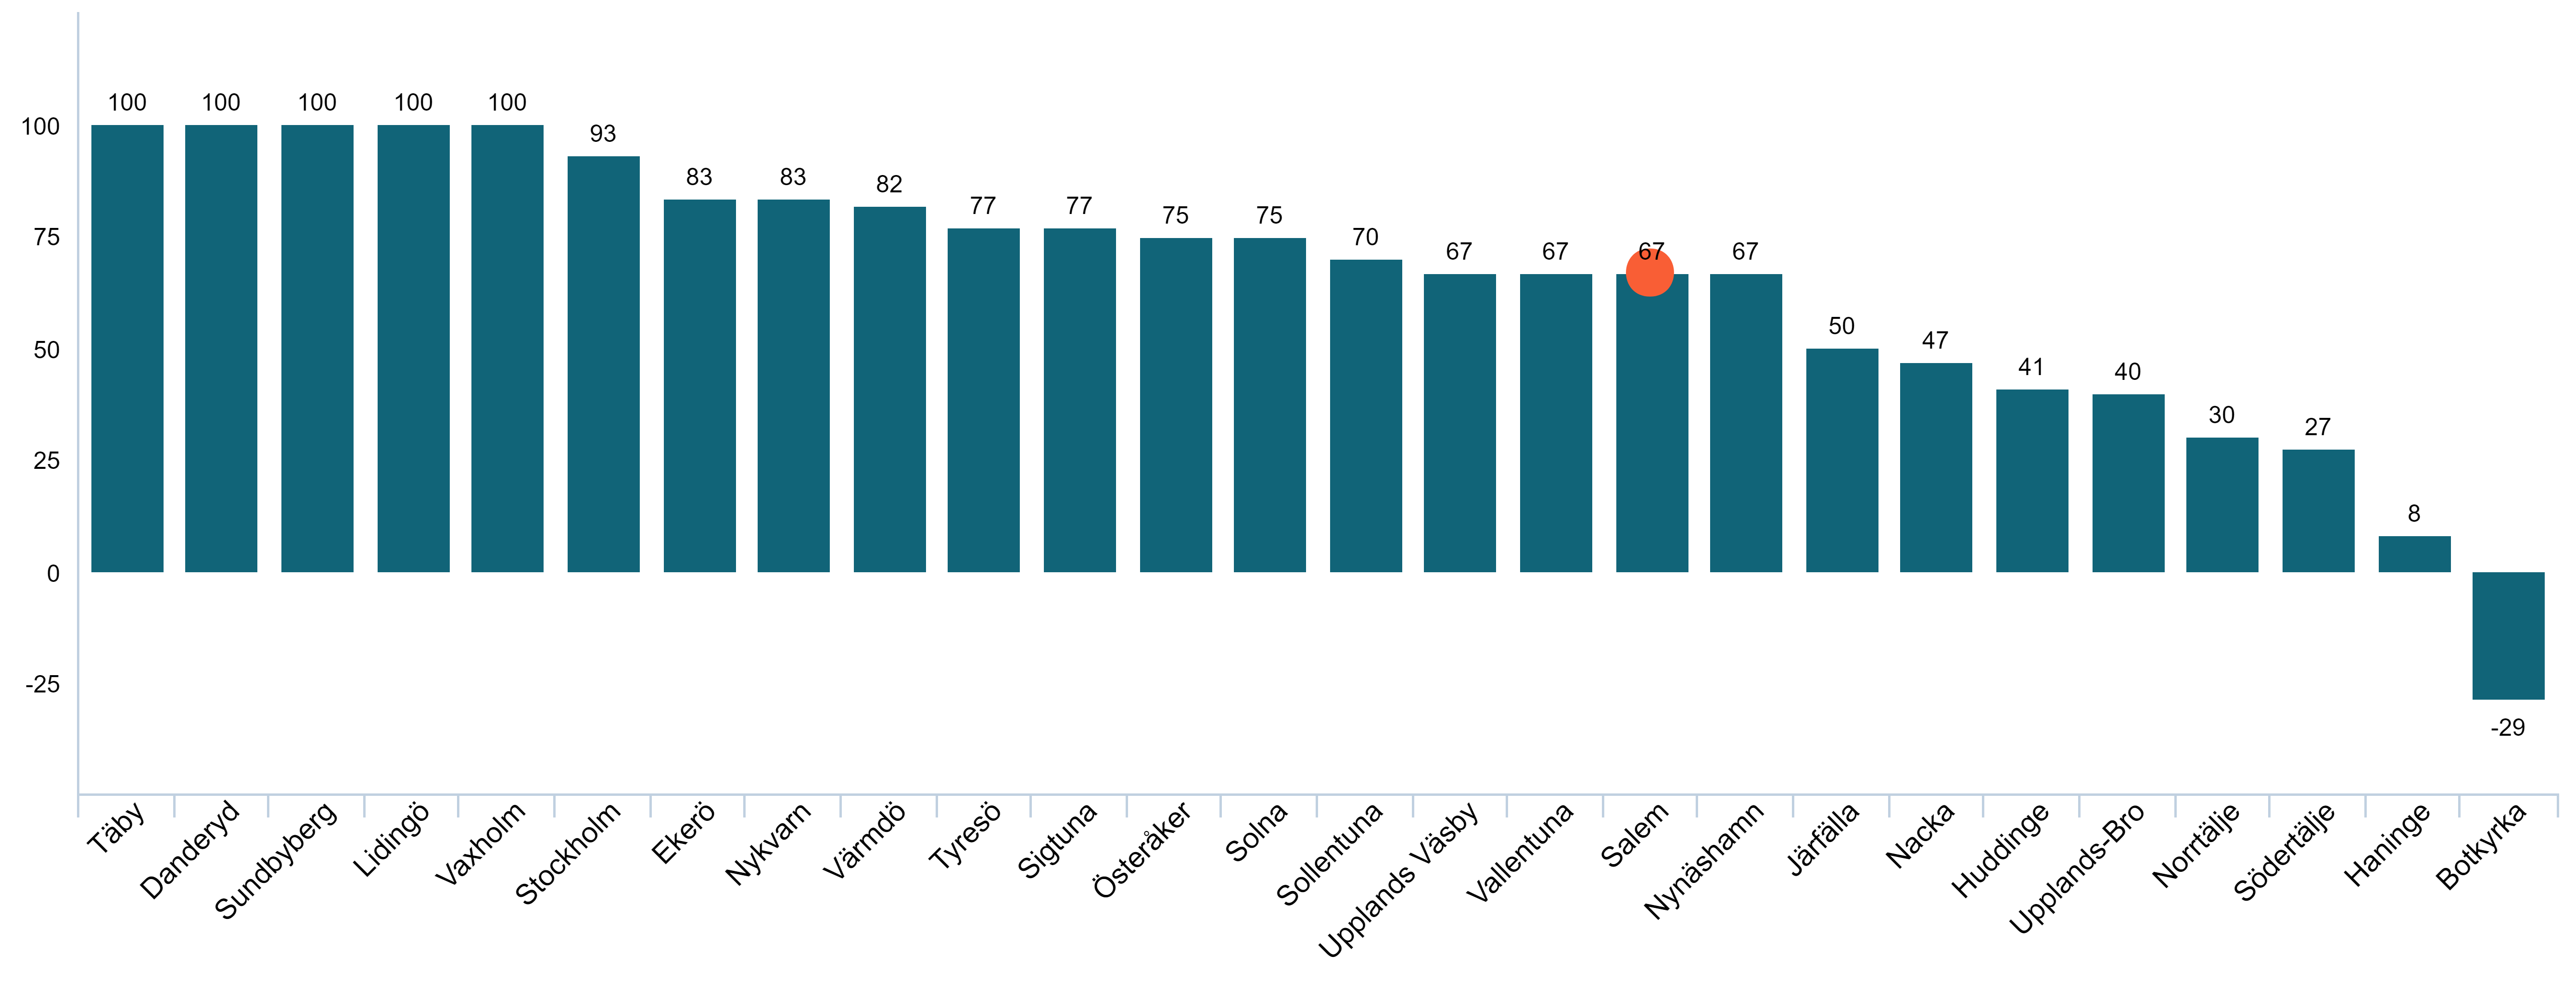 100 100 100 100 100
93
83 83 82
77 77 75 75
70 67 67 67 67
50 47
41 40
30 27
8
-29
100
75
50
25
0
-25
Täby Danderyd Sundbyberg Lidingö Vaxholm Stockholm Ekerö Nykvarn Värmdö Tyresö Sigtuna Österåker Solna Sollentuna Upplands Väsby Vallentuna Salem Nynäshamn Järfälla Nacka Huddinge Upplands-Bro Norrtälje Södertälje Haninge Botkyrka